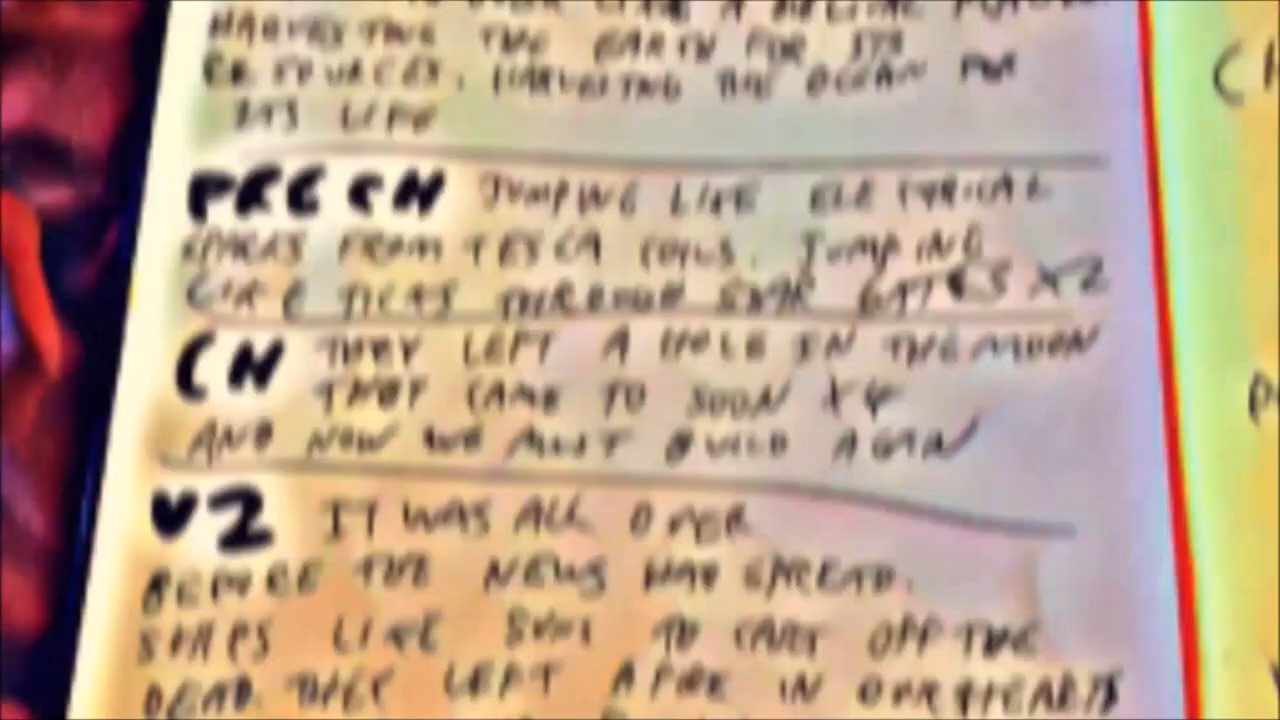 HARVESTING THE EARTH FOR ITS
RESOURCES. HARVESTING THE OCEAN FOR
ITS LIFE
PRECH JUMPING LIKE ELECTRICAL
SPARKS FROM TESLA COILS. JUMPING
LIKE TICKS THROUGH STAR GATES X2
CH THEY LEFT A HOLE IN THE MOON
THEY CAME TO SOON X4
AND NOW WE MUST BUILD AGAIN
V2 IT WAS ALL OVER
BEFORE THE NEWS HAD SPREAD.
SHIPS LIKE TO CART OFF THE
DEAD. THEY LEFT A FIRE IN OUR HEARTS